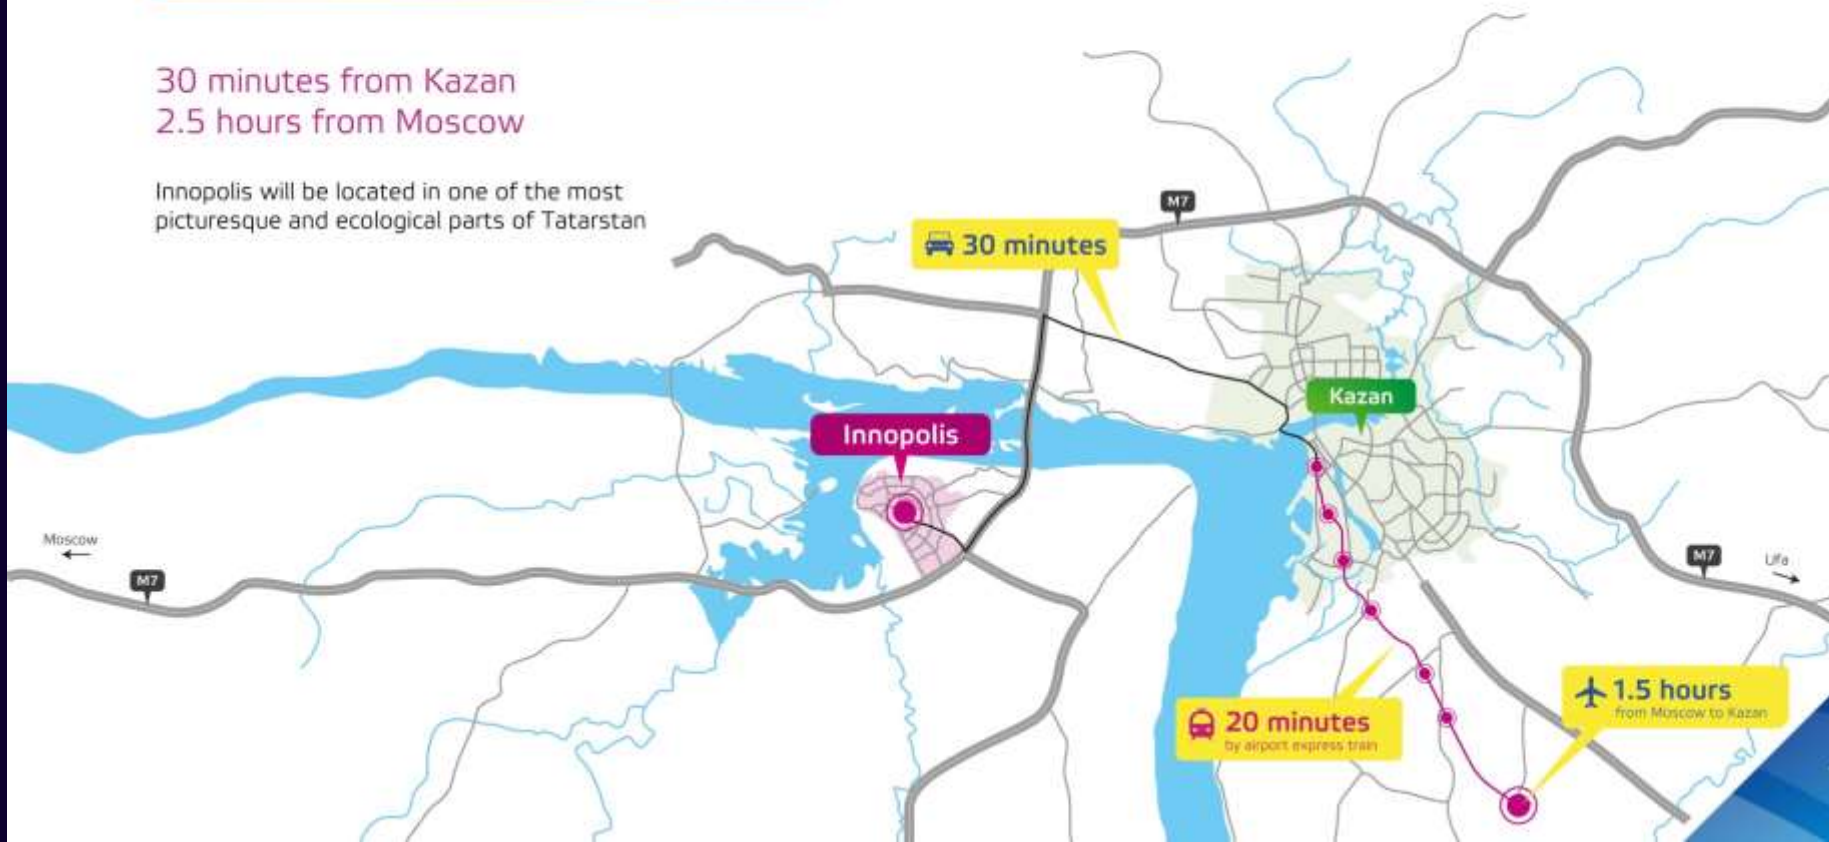 30 minutes from Kazan
2.5 hours from Moscow
Innopolis will be located in one of the most
picturesque and ecological parts of Tatarstan
M7
30 minutes
Kazan
Innopolis
Moscow
M7
M7
Ufa
1.5 hours
from Moscow to Kazan
20 minutes
by airport express train